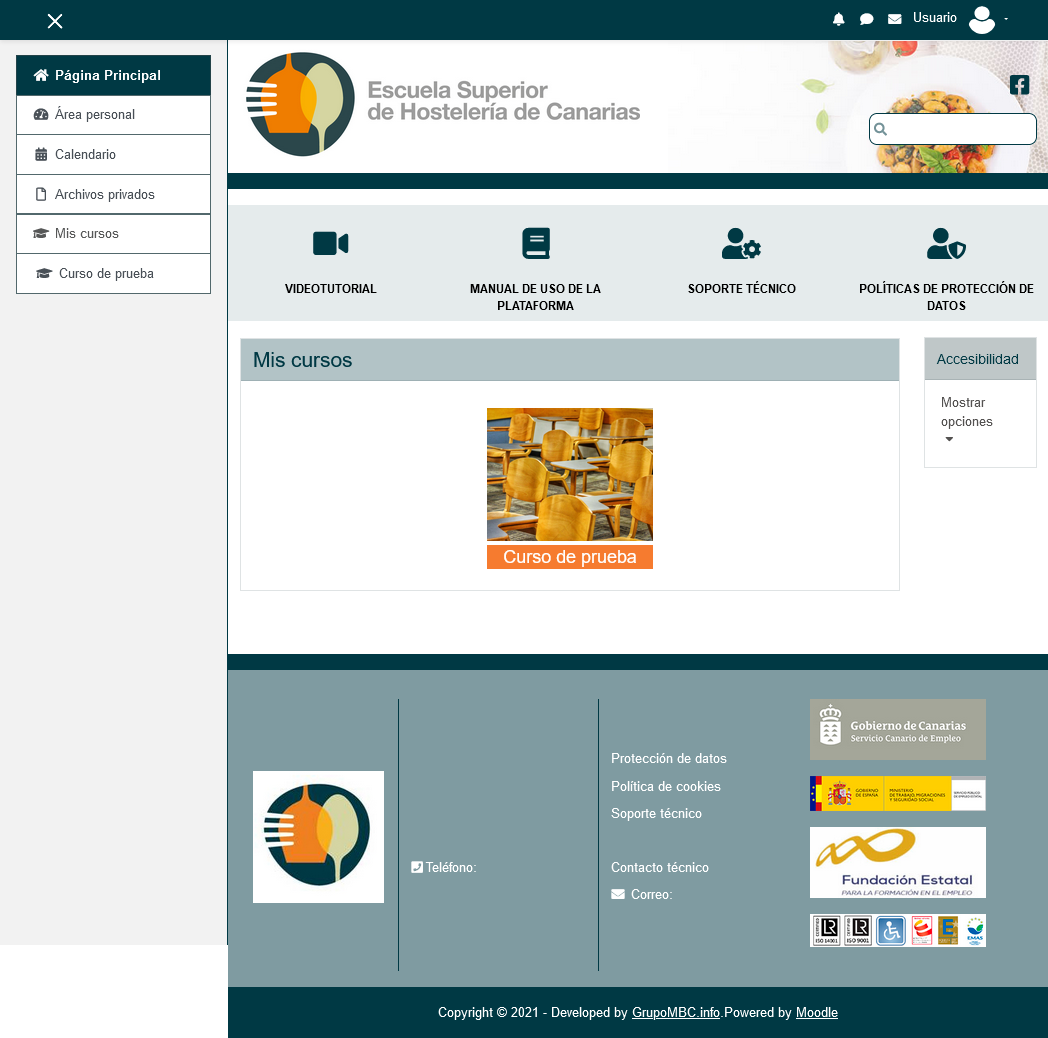 Usuario
Página Principal
Área personal
Calendario
Archivos privados
Mis cursos
Curso de prueba
Escuela Superior
de Hostelería de Canarias
VIDEOTUTORIAL
MANUAL DE USO DE LA
PLATAFORMA
SOPORTE TÉCNICO
POLÍTICAS DE PROTECCIÓN DE
DATOS
Mis cursos
Curso de prueba
Accesibilidad
Mostrar
opciones
Teléfono:
Protección de datos
Política de cookies
Soporte técnico
Contacto técnico
Correo:
Gobierno de Canarias
Servicio Canario de Empleo
GOBIERNO
DE ESPAÑA
MINISTERIO
DE TRABAJO, MIGRACIONES
Y SEGURIDAD SOCIAL
SERVICIO PÚBLICO
DE EMPLEO ESTATAL
Fundación Estatal
PARA LA FORMACIÓN EN EL EMPLEO
ISO 14001
ISO 9001
EMAS
Copyright © 2021 - Developed by GrupoMBC.info.Powered by Moodle